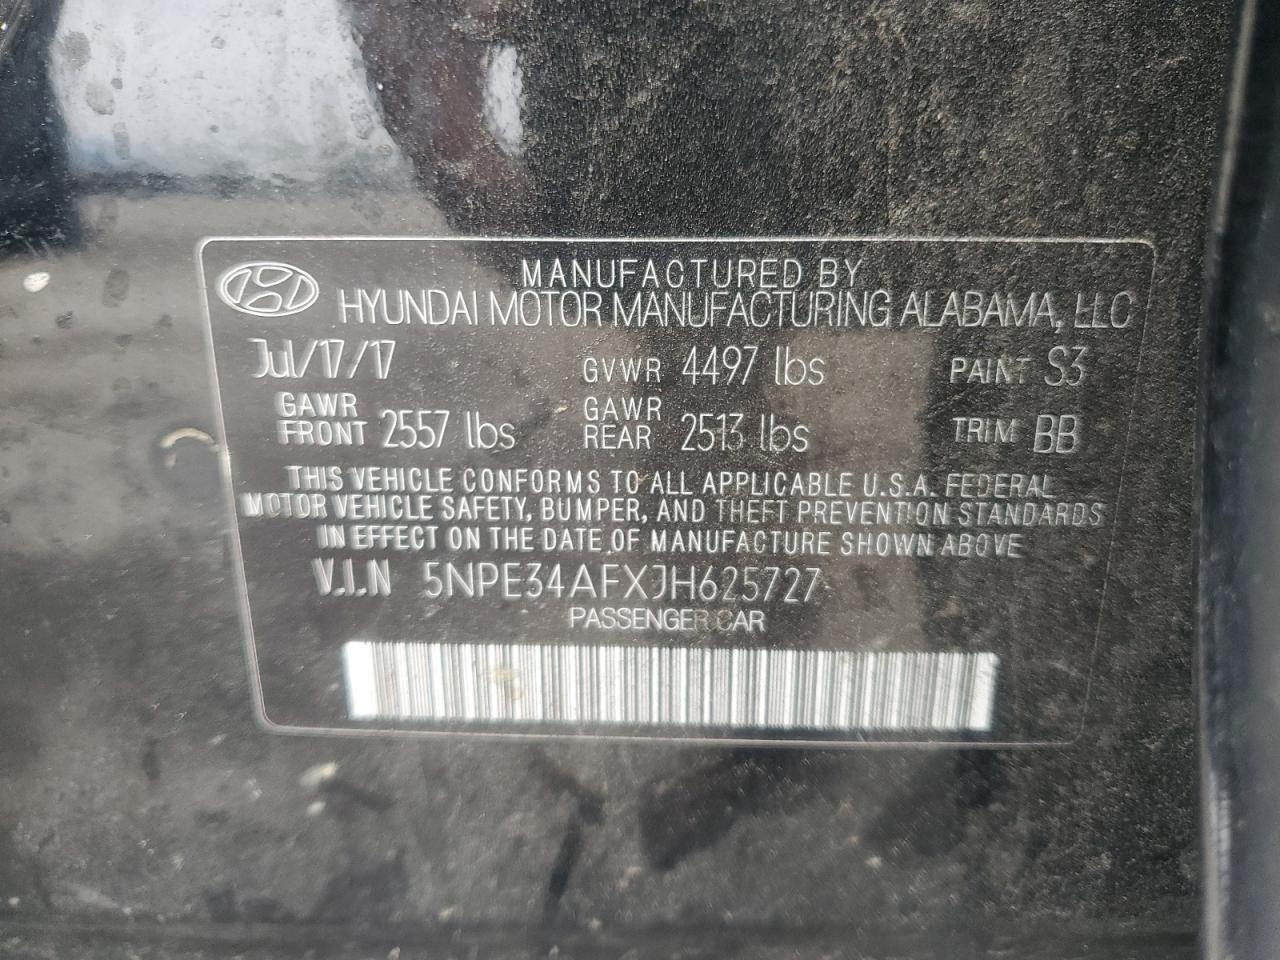 MANUFACTURED BY
HYUNDAI MOTOR MANUFACTURING ALABAMA, LLC
Jul/17/17 GVWR 4497 lbs PAINT S3
GAWR FRONT 2557 lbs GAWR REAR 2513 lbs TRIM BB
THIS VEHICLE CONFORMS TO ALL APPLICABLE U.S.A. FEDERAL
MOTOR VEHICLE SAFETY, BUMPER, AND THEFT PREVENTION STANDARDS
IN EFFECT ON THE DATE OF MANUFACTURE SHOWN ABOVE
V.I.N 5NPE34AFXJH625727
PASSENGER CAR